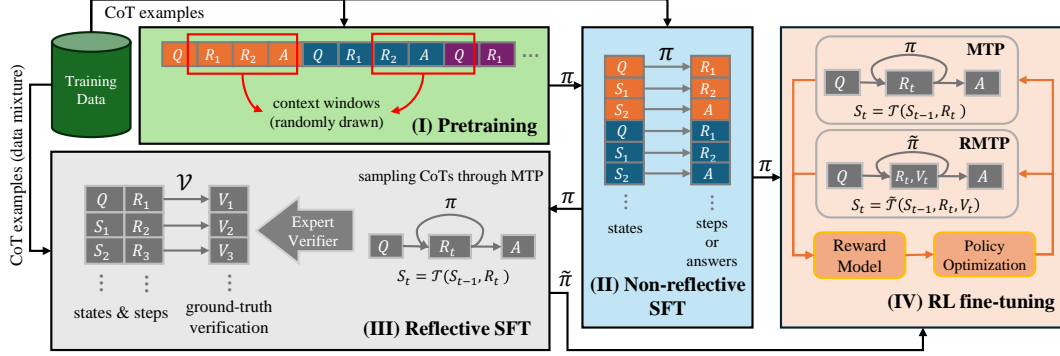 CoT examples
Training
Data
CoT examples (data mixture)
Q R₁ R₂ A Q R₁ R₂ A Q R₁ ···
context windows
(randomly drawn)
(I) Pretraining
π
π
Q R₁
S₁ R₂
S₂ A
Q R₁
S₁ R₂
S₂ A
⋮ ⋮
states
steps
or
answers
(II) Non-reflective
SFT
π
π
𝒱
Q R₁ V₁
S₁ R₂ V₂
S₂ R₃ V₃
⋮ ⋮ ⋮
states & steps
ground-truth
verification
Expert
Verifier
sampling CoTs through MTP
π
Q Rₜ A
Sₜ = 𝒯(Sₜ₋₁, Rₜ)
(III) Reflective SFT
π̃
π
MTP
Q Rₜ A
Sₜ = 𝒯(Sₜ₋₁, Rₜ)
π̃
RMTP
Q Rₜ, Vₜ A
Sₜ = 𝒯̃(Sₜ₋₁, Rₜ, Vₜ)
Reward
Model
Policy
Optimization
(IV) RL fine-tuning